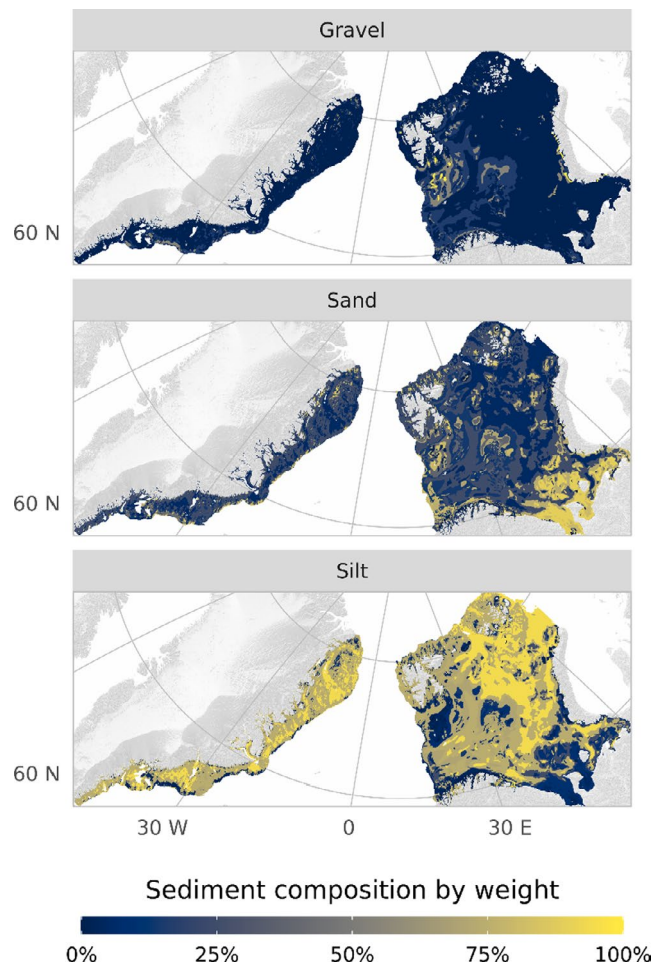 Gravel
60 N
Sand
60 N
Silt
60 N
30 W 0 30 E
Sediment composition by weight
0% 25% 50% 75% 100%